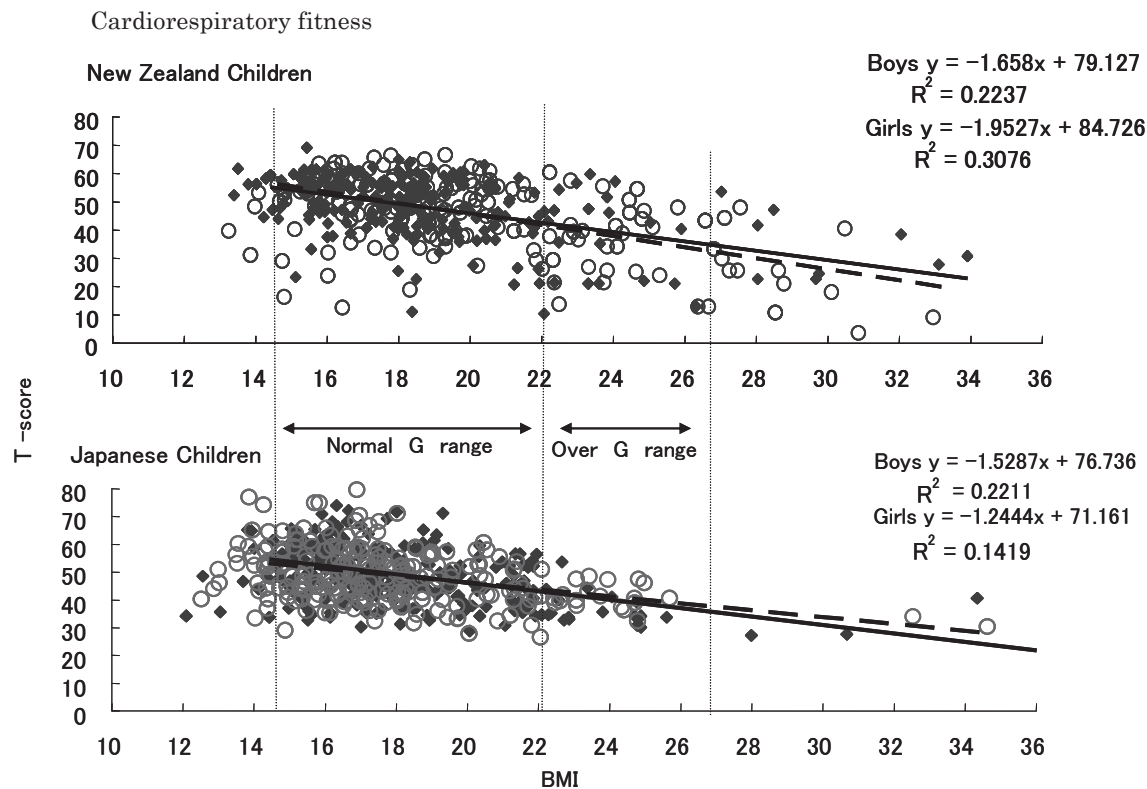 Cardiorespiratory fitness
New Zealand Children
Boys y = −1.658x + 79.127
R² = 0.2237
Girls y = −1.9527x + 84.726
R² = 0.3076
80
70
60
50
40
30
20
10
0
10 12 14 16 18 20 22 24 26 28 30 32 34 36
T -score
Normal G range
Over G range
Japanese Children
Boys y = −1.5287x + 76.736
R² = 0.2211
Girls y = −1.2444x + 71.161
R² = 0.1419
80
70
60
50
40
30
20
10
0
10 12 14 16 18 20 22 24 26 28 30 32 34 36
BMI